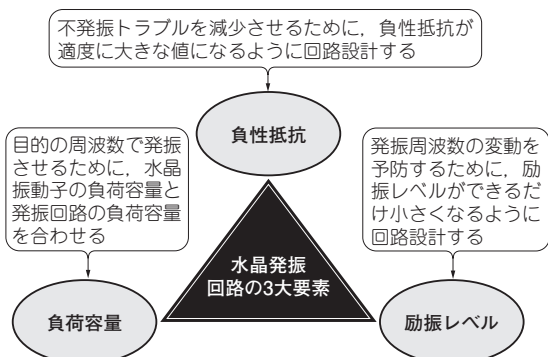 不発振トラブルを減少させるために，負性抵抗が
適度に大きな値になるように回路設計する
負性抵抗
目的の周波数で発振
させるために，水晶
振動子の負荷容量と
発振回路の負荷容量
を合わせる
発振周波数の変動を
予防するために，励
振レベルができるだ
け小さくなるように
回路設計する
水晶発振
回路の3大要素
負荷容量
励振レベル